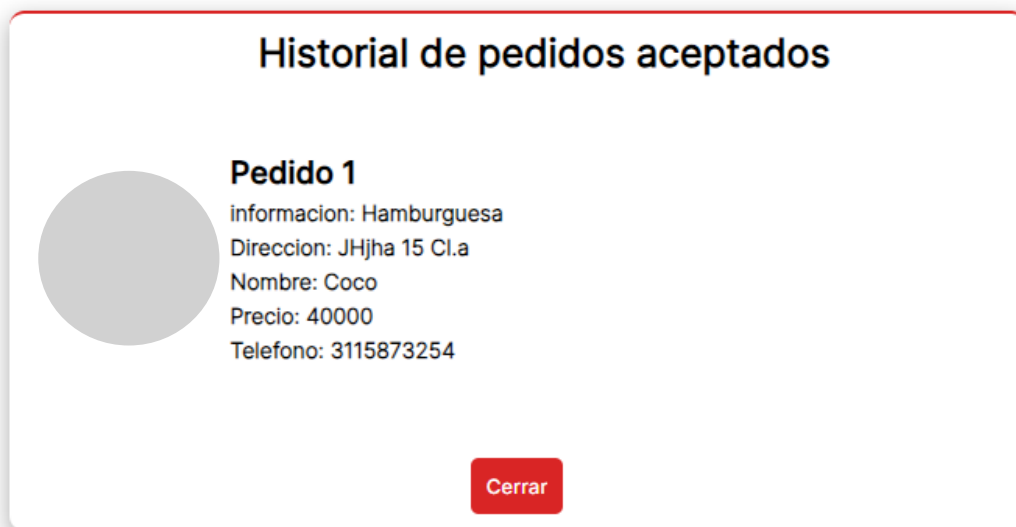 Historial de pedidos aceptados
Pedido 1
informacion: Hamburguesa
Direccion: JHjha 15 Cl.a
Nombre: Coco
Precio: 40000
Telefono: 3115873254
Cerrar